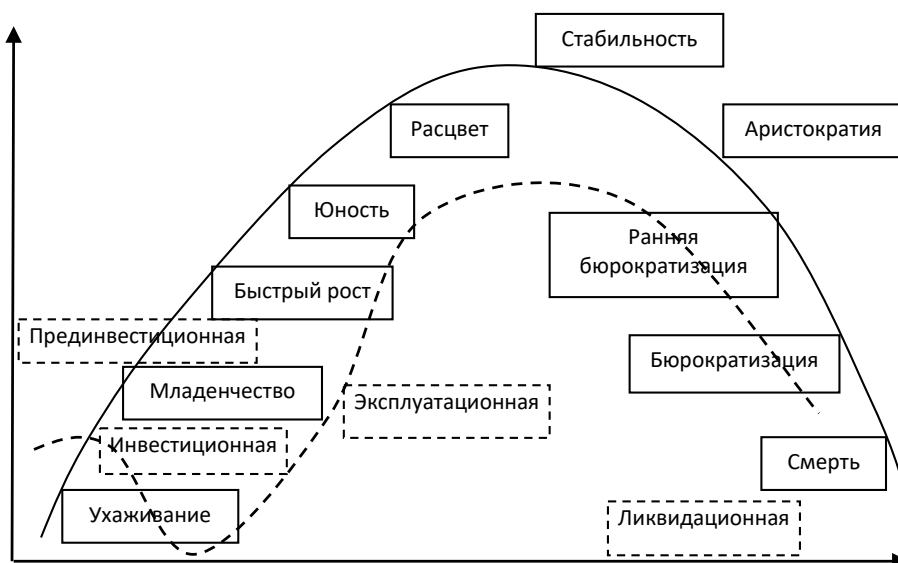 Стабильность
Расцвет
Аристократия
Юность
Ранняя
бюрократизация
Быстрый рост
Прединвестиционная
Бюрократизация
Младенчество
Эксплуатационная
Инвестиционная
Смерть
Ухаживание
Ликвидационная